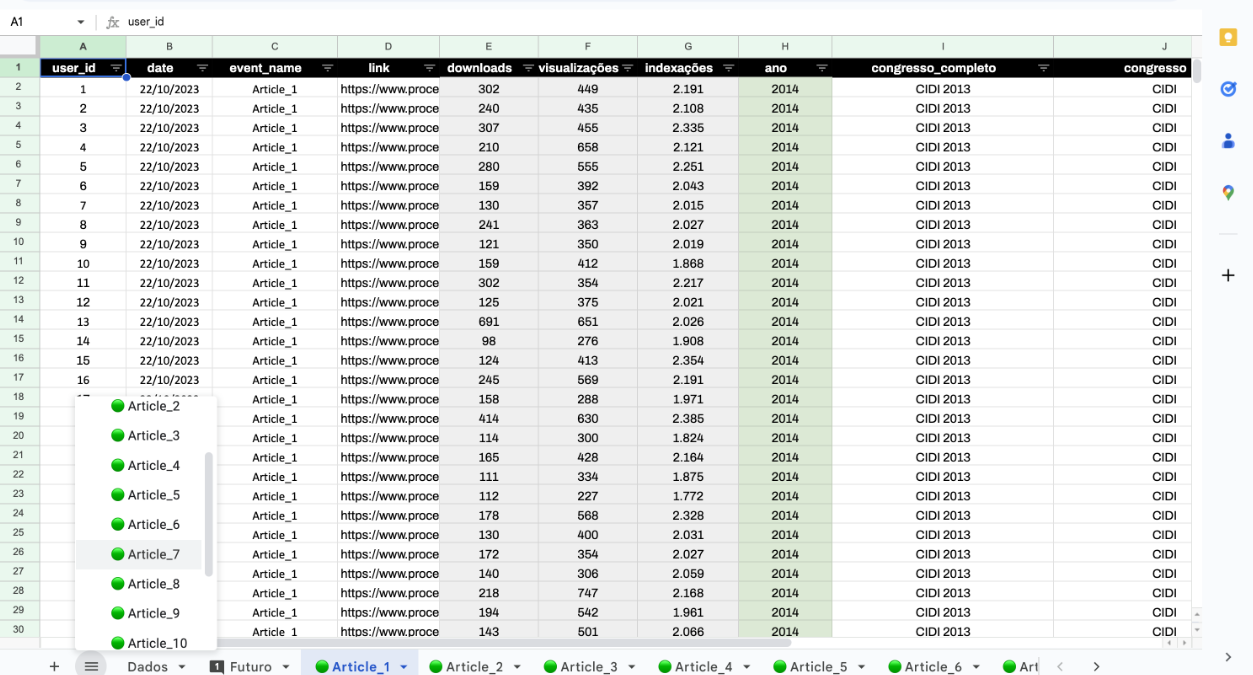 A1 fx user_id
A B C D E F G H I J
1 user_id date event_name link downloads visualizações indexações ano congresso_completo congresso
2 1 22/10/2023 Article_1 https://www.proce 302 449 2.191 2014 CIDI 2013 CIDI
3 2 22/10/2023 Article_1 https://www.proce 240 435 2.108 2014 CIDI 2013 CIDI
4 3 22/10/2023 Article_1 https://www.proce 307 455 2.335 2014 CIDI 2013 CIDI
5 4 22/10/2023 Article_1 https://www.proce 210 658 2.121 2014 CIDI 2013 CIDI
6 5 22/10/2023 Article_1 https://www.proce 280 555 2.251 2014 CIDI 2013 CIDI
7 6 22/10/2023 Article_1 https://www.proce 159 392 2.043 2014 CIDI 2013 CIDI
8 7 22/10/2023 Article_1 https://www.proce 130 357 2.015 2014 CIDI 2013 CIDI
9 8 22/10/2023 Article_1 https://www.proce 241 363 2.027 2014 CIDI 2013 CIDI
10 9 22/10/2023 Article_1 https://www.proce 121 350 2.019 2014 CIDI 2013 CIDI
11 10 22/10/2023 Article_1 https://www.proce 159 412 1.868 2014 CIDI 2013 CIDI
12 11 22/10/2023 Article_1 https://www.proce 302 354 2.217 2014 CIDI 2013 CIDI
13 12 22/10/2023 Article_1 https://www.proce 125 375 2.021 2014 CIDI 2013 CIDI
14 13 22/10/2023 Article_1 https://www.proce 691 651 2.026 2014 CIDI 2013 CIDI
15 14 22/10/2023 Article_1 https://www.proce 98 276 1.908 2014 CIDI 2013 CIDI
16 15 22/10/2023 Article_1 https://www.proce 124 413 2.354 2014 CIDI 2013 CIDI
17 16 22/10/2023 Article_1 https://www.proce 245 569 2.191 2014 CIDI 2013 CIDI
18 Article_1 https://www.proce 158 288 1.971 2014 CIDI 2013 CIDI
19 Article_1 https://www.proce 414 630 2.385 2014 CIDI 2013 CIDI
20 Article_1 https://www.proce 114 300 1.824 2014 CIDI 2013 CIDI
21 Article_1 https://www.proce 165 428 2.164 2014 CIDI 2013 CIDI
22 Article_1 https://www.proce 111 334 1.875 2014 CIDI 2013 CIDI
23 Article_1 https://www.proce 112 227 1.772 2014 CIDI 2013 CIDI
24 Article_1 https://www.proce 178 568 2.328 2014 CIDI 2013 CIDI
25 Article_1 https://www.proce 130 400 2.031 2014 CIDI 2013 CIDI
26 Article_1 https://www.proce 172 354 2.027 2014 CIDI 2013 CIDI
27 Article_1 https://www.proce 140 306 2.059 2014 CIDI 2013 CIDI
28 Article_1 https://www.proce 218 747 2.168 2014 CIDI 2013 CIDI
29 Article_1 https://www.proce 194 542 1.961 2014 CIDI 2013 CIDI
30 Article_1 https://www.proce 143 501 2.066 2014 CIDI 2013 CIDI
Article_2
Article_3
Article_4
Article_5
Article_6
Article_7
Article_8
Article_9
Article_10
Dados 1 Futuro Article_1 Article_2 Article_3 Article_4 Article_5 Article_6 Art